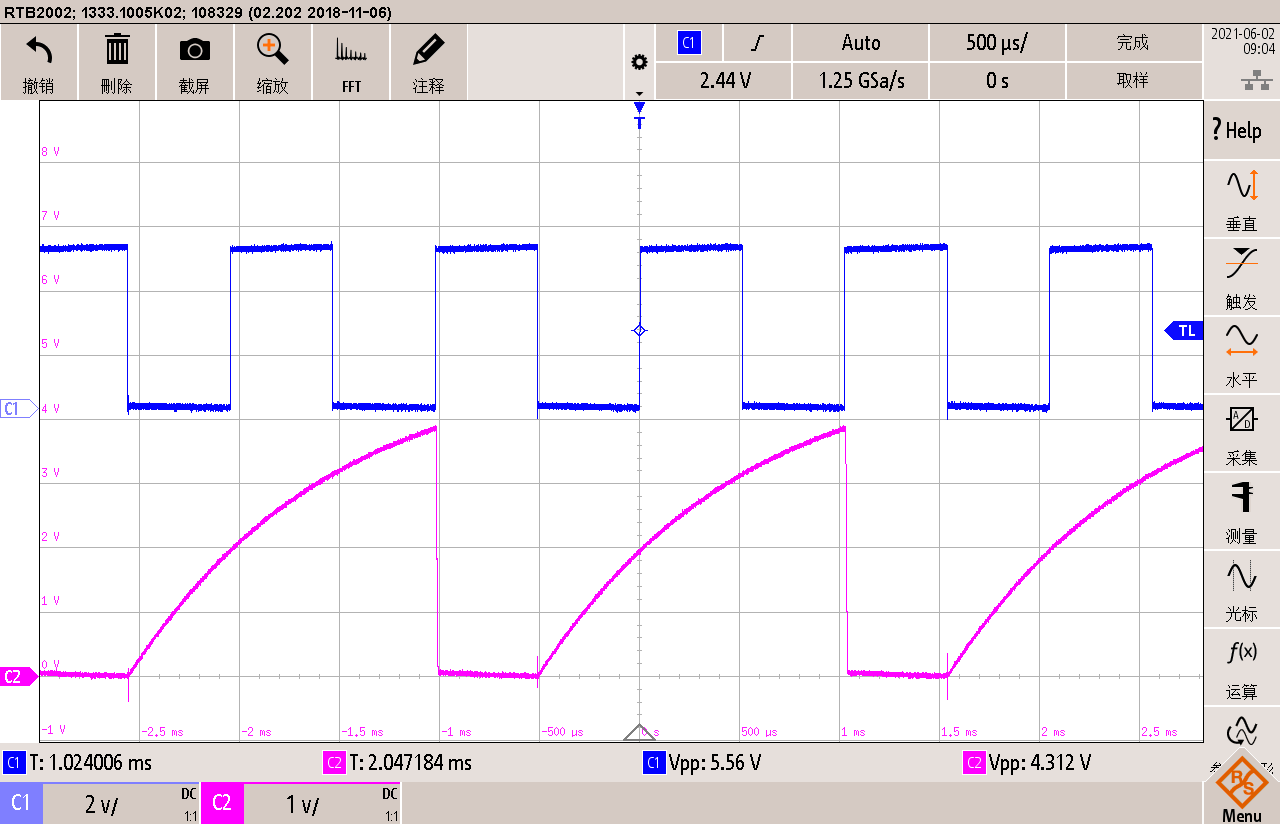 RTB2002; 1333.1005K02; 108329 (02.202 2018-11-06)
撤销
删除
截屏
缩放
FFT
注释
C1
Auto
500 µs/
完成
2.44 V
1.25 GSa/s
0 s
取样
2021-06-02
09:04
? Help
垂直
触发
水平
A
D
采集
测量
光标
f(x)
运算
R
S
Menu
T
8 V
7 V
6 V
5 V
4 V
3 V
2 V
1 V
0 V
-1 V
C1
C2
TL
-2.5 ms
-2 ms
-1.5 ms
-1 ms
-500 µs
0 s
500 µs
1 ms
1.5 ms
2 ms
2.5 ms
C1 T: 1.024006 ms
C2 T: 2.047184 ms
C1 Vpp: 5.56 V
C2 Vpp: 4.312 V
C1
2 V/
DC
1:1
C2
1 V/
DC
1:1